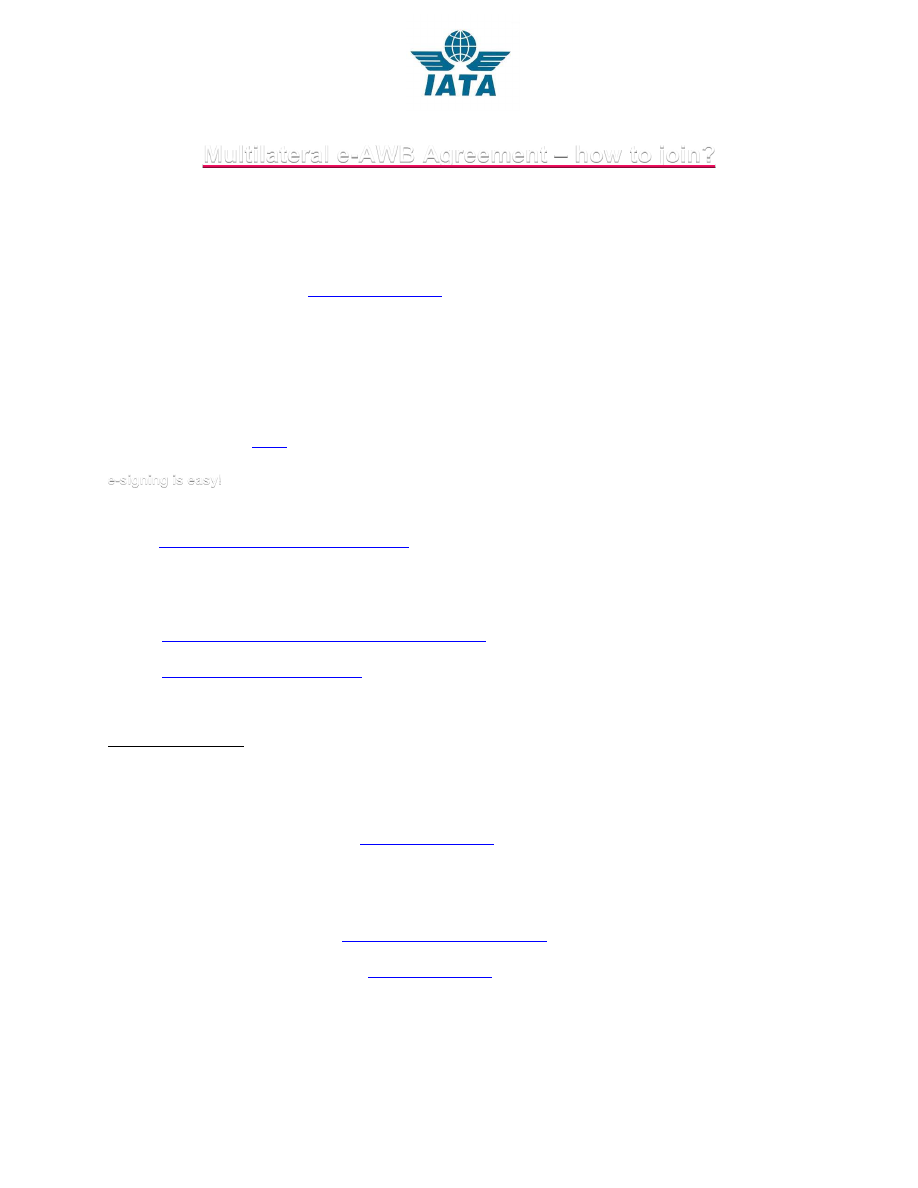 IATA
Multilateral e-AWB Agreement – how to join?
e-signing is easy!